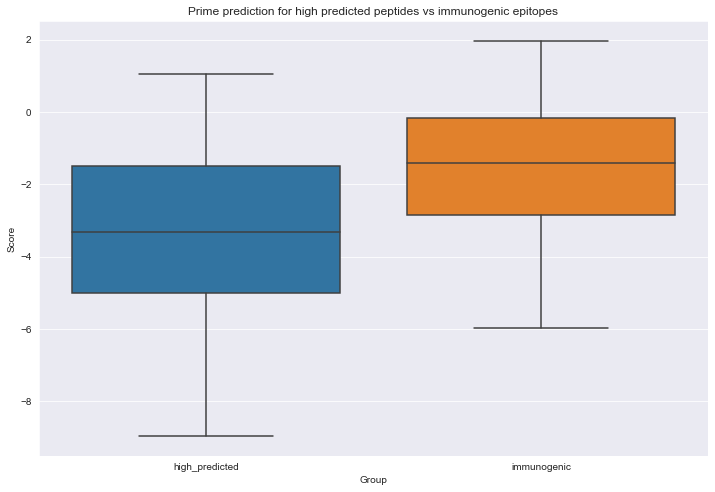 Prime prediction for high predicted peptides vs immunogenic epitopes
2
0
−2
−4
−6
−8
Score
high_predicted
immunogenic
Group